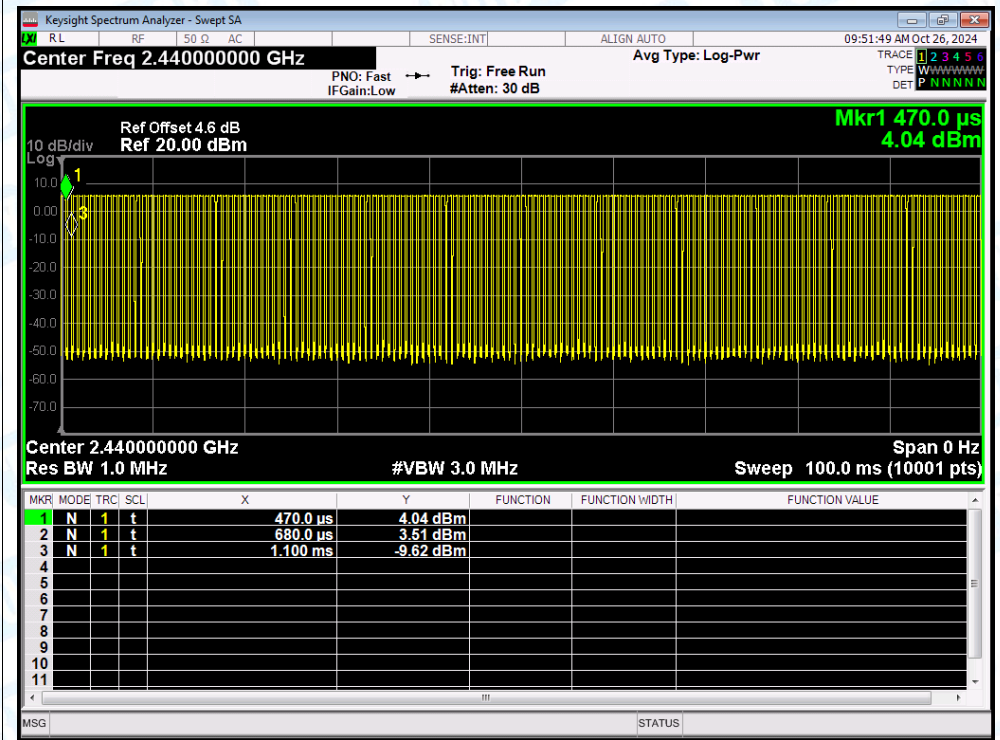 Keysight Spectrum Analyzer - Swept SA
LXI RL RF 50 Ω AC SENSE:INT ALIGN AUTO 09:51:49 AM Oct 26, 2024
Center Freq 2.440000000 GHz
PNO: Fast
IFGain:Low
Trig: Free Run
#Atten: 30 dB
Avg Type: Log-Pwr
TRACE 1 2 3 4 5 6
TYPE WWWWWW
DET P N N N N N
Mkr1 470.0 µs
4.04 dBm
Ref Offset 4.6 dB
10 dB/div Ref 20.00 dBm
Log
10.0
0.00
-10.0
-20.0
-30.0
-40.0
-50.0
-60.0
-70.0
1
3
Center 2.440000000 GHz Span 0 Hz
Res BW 1.0 MHz #VBW 3.0 MHz Sweep 100.0 ms (10001 pts)
MKR MODE TRC SCL X Y FUNCTION FUNCTION WIDTH FUNCTION VALUE
1 N 1 t 470.0 µs 4.04 dBm
2 N 1 t 680.0 µs 3.51 dBm
3 N 1 t 1.100 ms -9.62 dBm
4
5
6
7
8
9
10
11
MSG STATUS